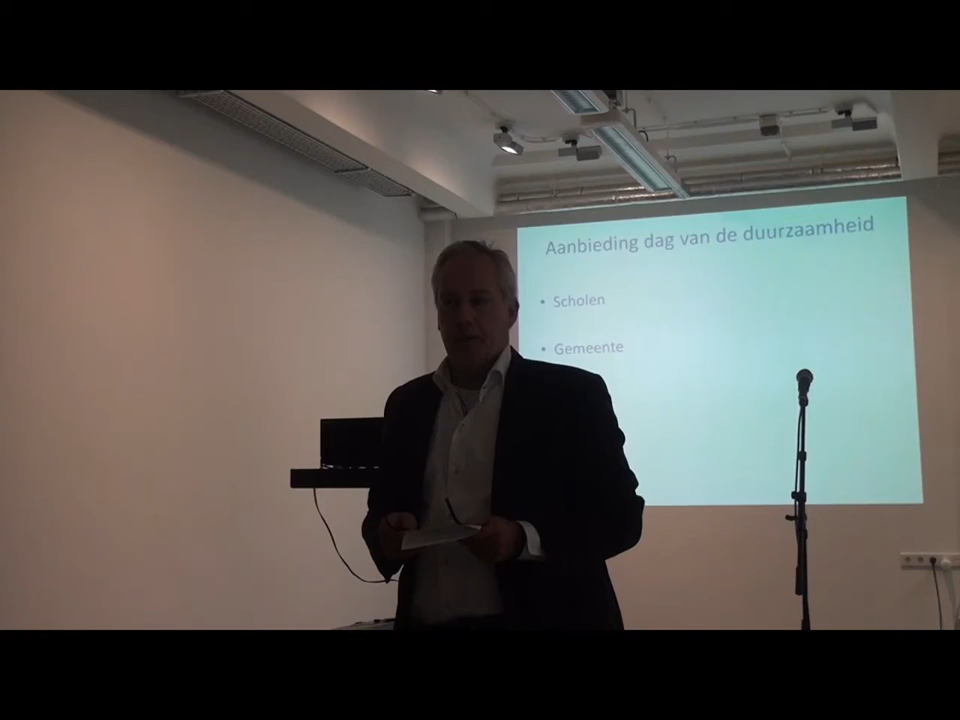 Aanbieding dag van de duurzaamheid
• Scholen
• Gemeente